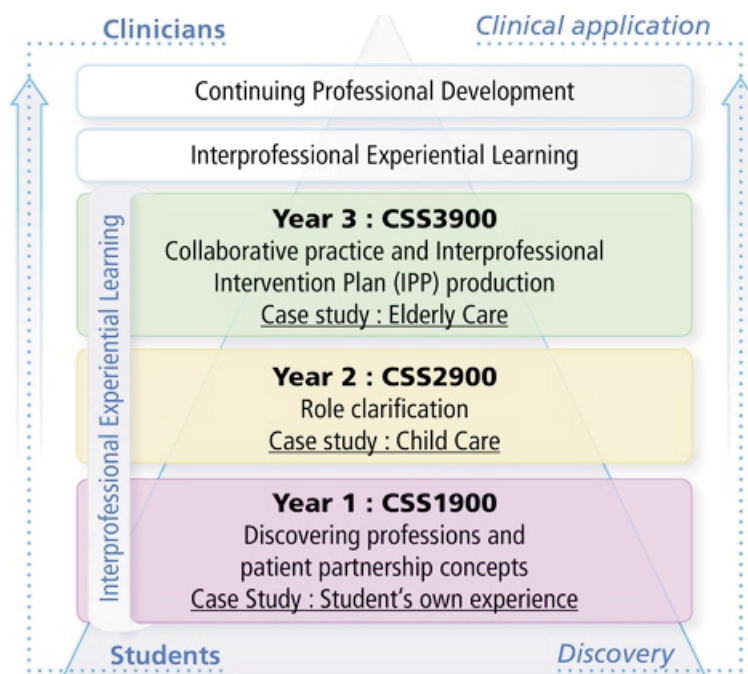 Clinicians
Clinical application
Continuing Professional Development
Interprofessional Experiential Learning
Interprofessional Experiential Learning
Year 3 : CSS3900
Collaborative practice and Interprofessional
Intervention Plan (IPP) production
Case study : Elderly Care
Year 2 : CSS2900
Role clarification
Case study : Child Care
Year 1 : CSS1900
Discovering professions and
patient partnership concepts
Case Study : Student's own experience
Students
Discovery